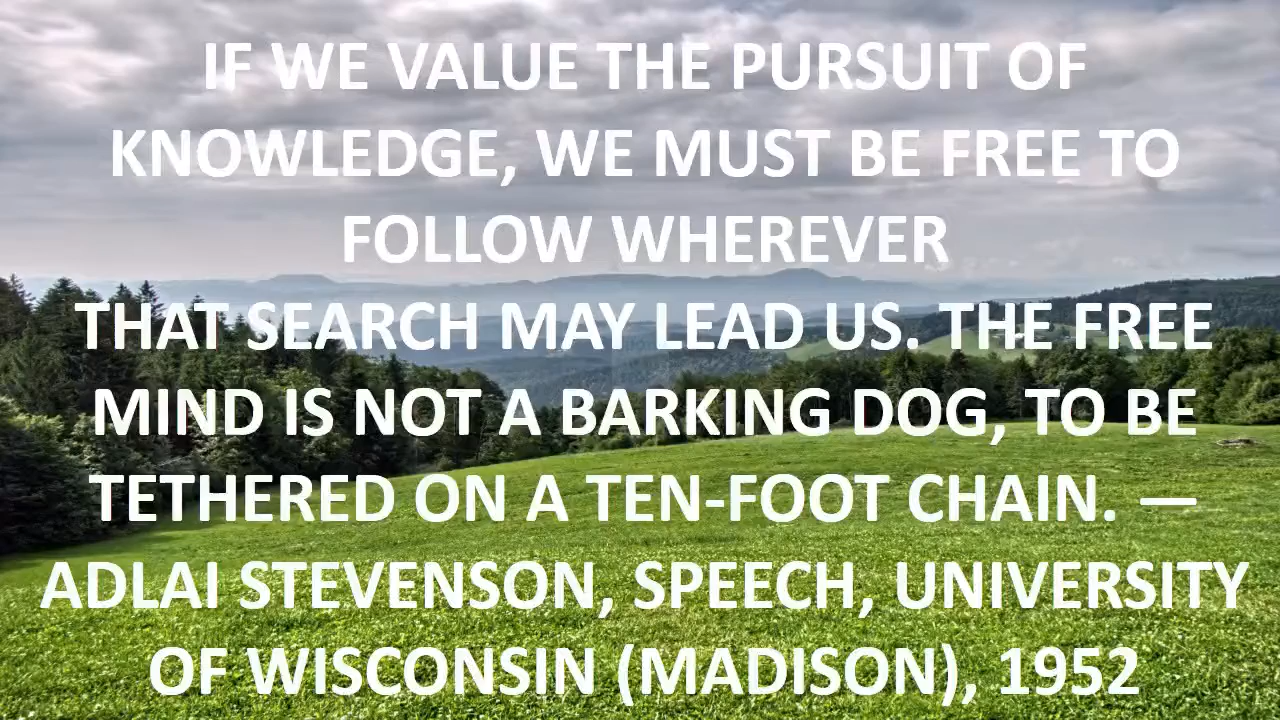 IF WE VALUE THE PURSUIT OF
KNOWLEDGE, WE MUST BE FREE TO
FOLLOW WHEREVER
THAT SEARCH MAY LEAD US. THE FREE
MIND IS NOT A BARKING DOG, TO BE
TETHERED ON A TEN-FOOT CHAIN. —
ADLAI STEVENSON, SPEECH, UNIVERSITY
OF WISCONSIN (MADISON), 1952